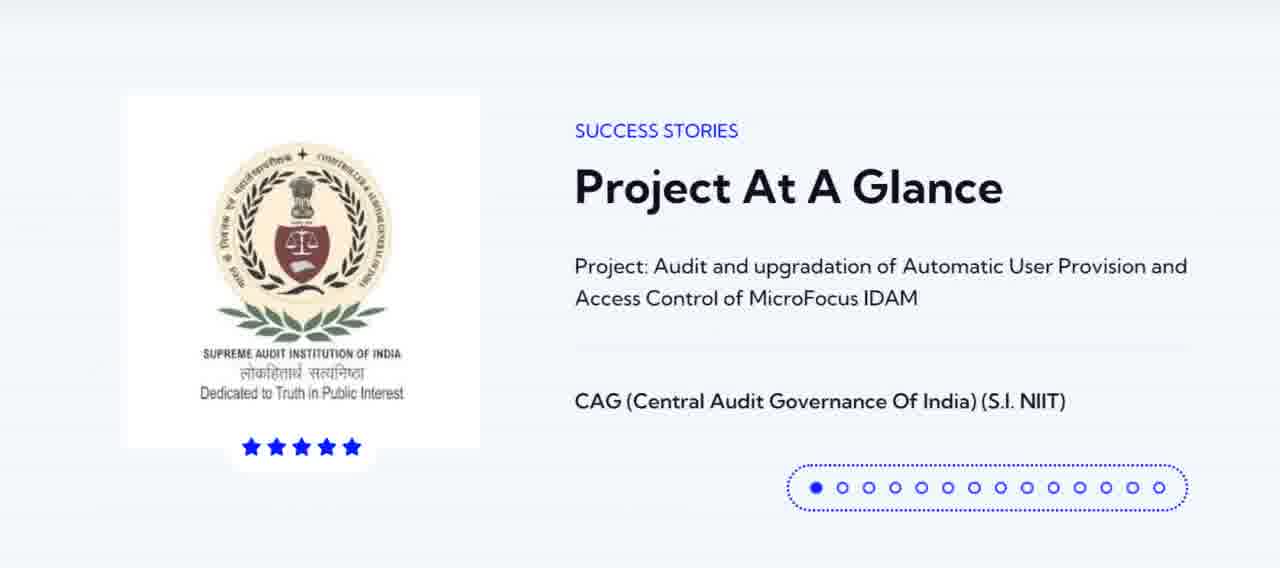 SUCCESS STORIES
Project At A Glance
Project: Audit and upgradation of Automatic User Provision and
Access Control of MicroFocus IDAM
CAG (Central Audit Governance Of India) (S.I. NIIT)
SUPREME AUDIT INSTITUTION OF INDIA
लोकहितार्थ सत्यनिष्ठा
Dedicated to Truth in Public Interest